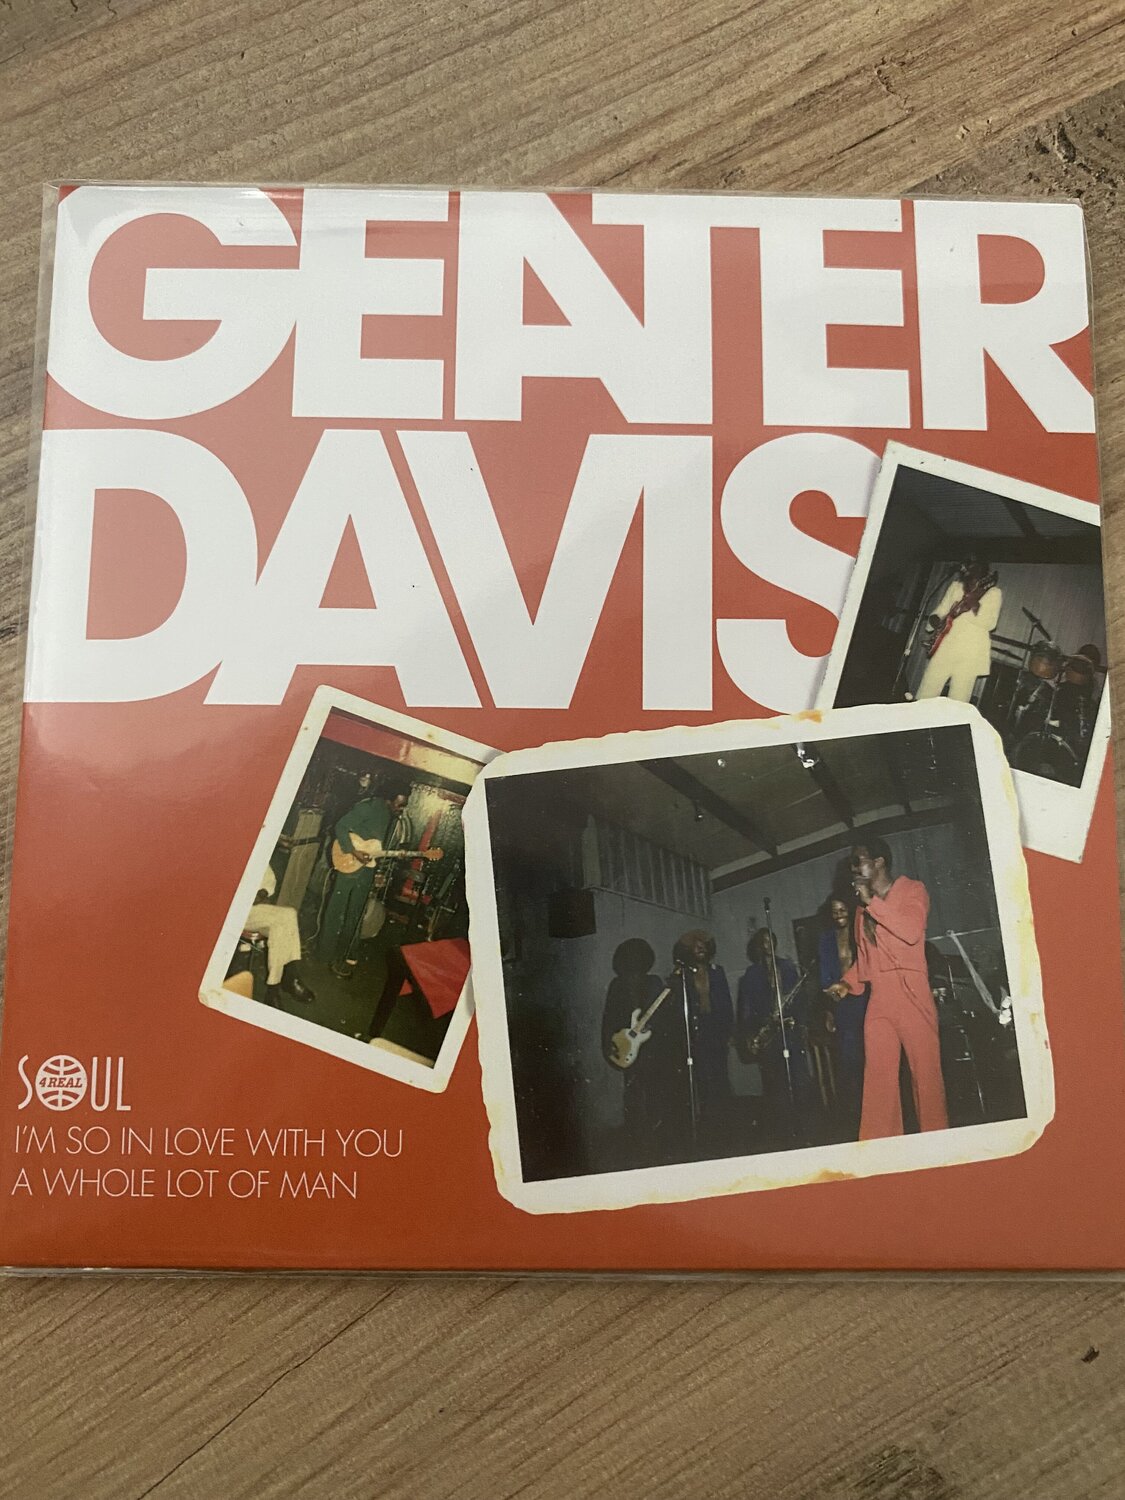 GEATER
DAVIS
SOUL
4 REAL
I'M SO IN LOVE WITH YOU
A WHOLE LOT OF MAN